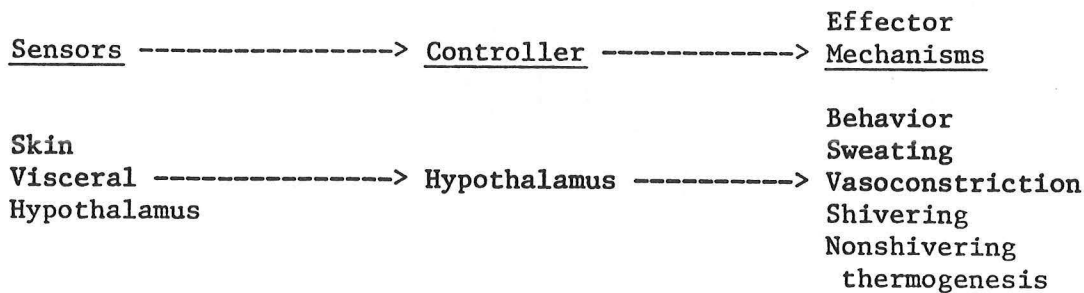 Effector
Sensors ----------------> Controller ------------> Mechanisms
Behavior
Skin
Sweating
Visceral ---------------> Hypothalamus ----------> Vasoconstriction
Hypothalamus
Shivering
Nonshivering
thermogenesis